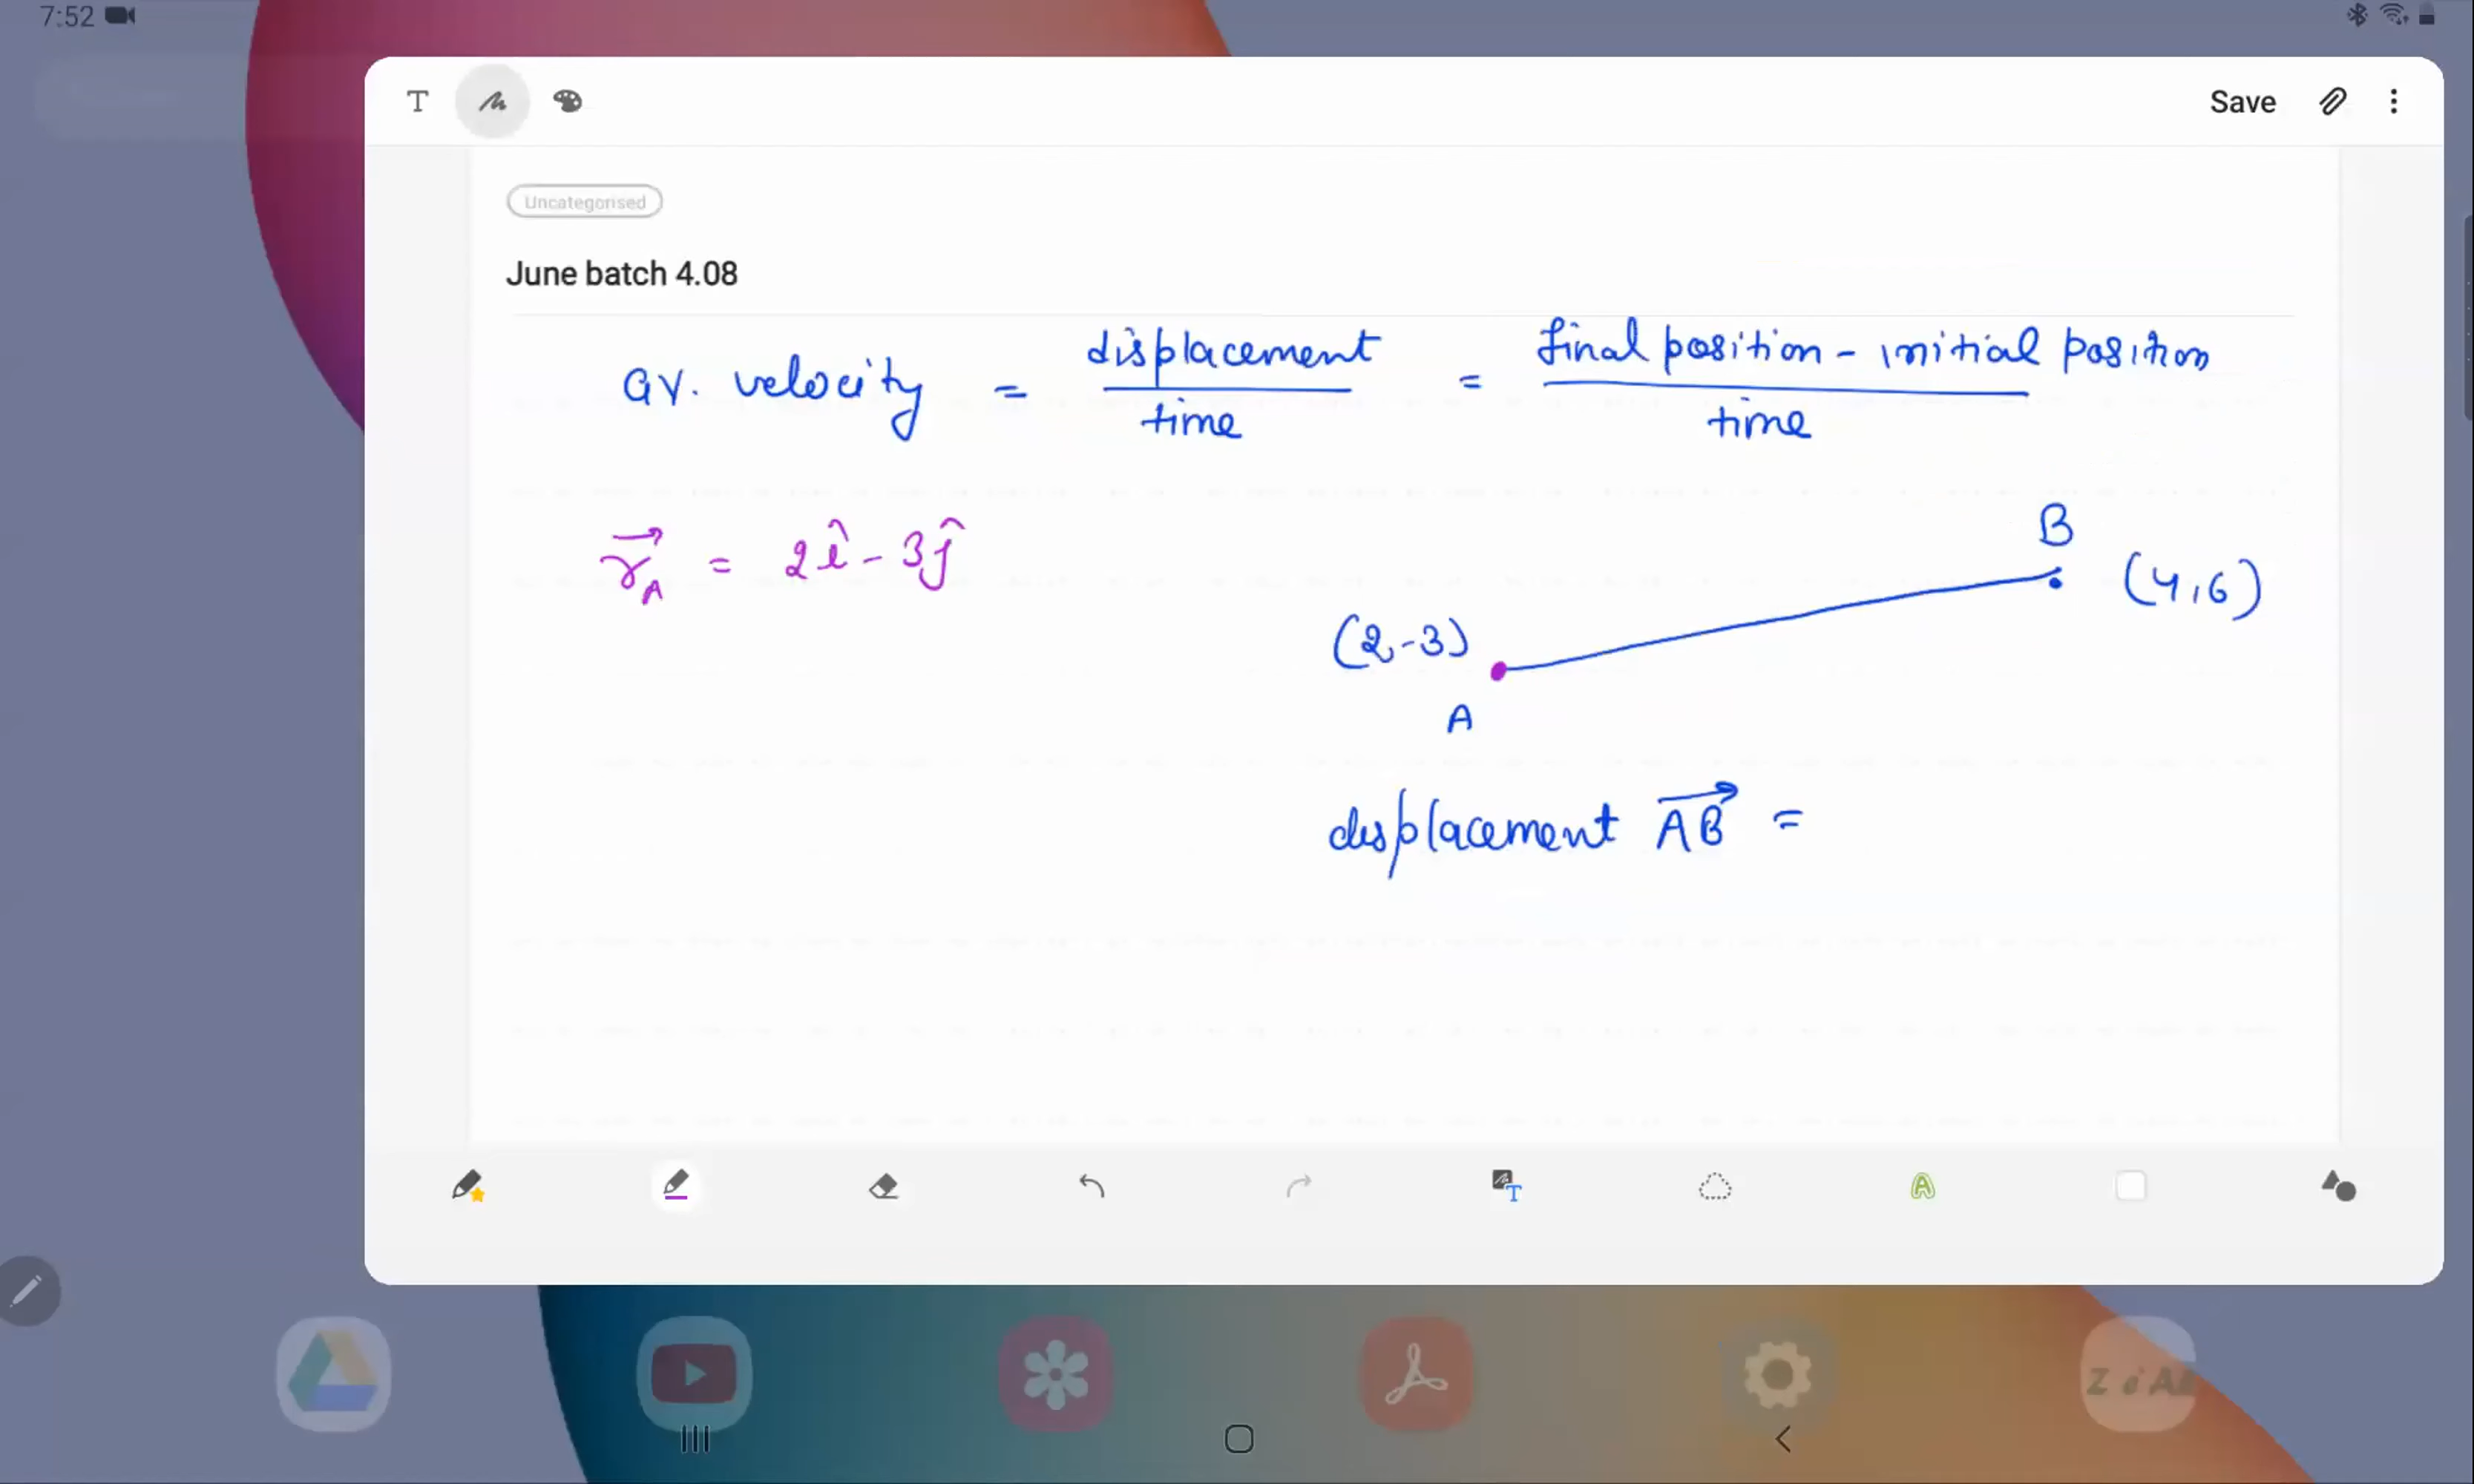 7:52
T
Save
Uncategorised
June batch 4.08
av. velocity = displacement / time = final position - initial position / time
r⃗_A = 2î - 3ĵ
B
(4,6)
(2,-3)
A
displacement A⃗B⃗ =
T
A